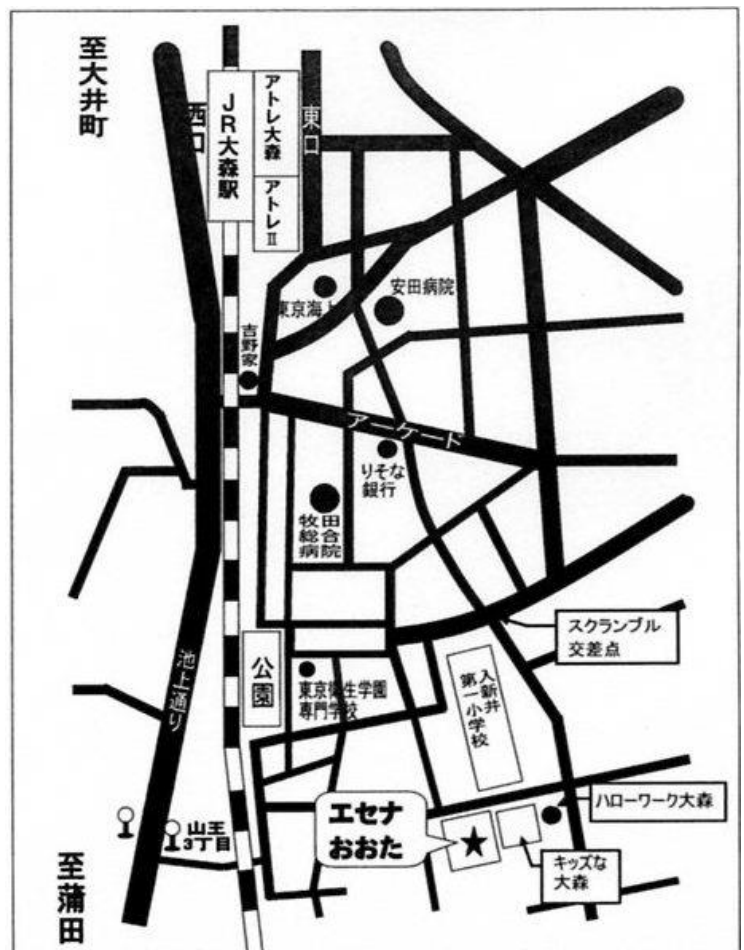 至大井町
西口
JR大森駅
アトレ大森
アトレⅡ
東口
東京海上
安田病院
吉野家
アーケード
りそな
銀行
牧田
総合
病院
スクランブル
交差点
池上通り
公園
東京衛生学園
専門学校
入新井
第一小学校
ハローワーク大森
エセナ
おおた
キッズな
大森
山王
3丁目
至蒲田